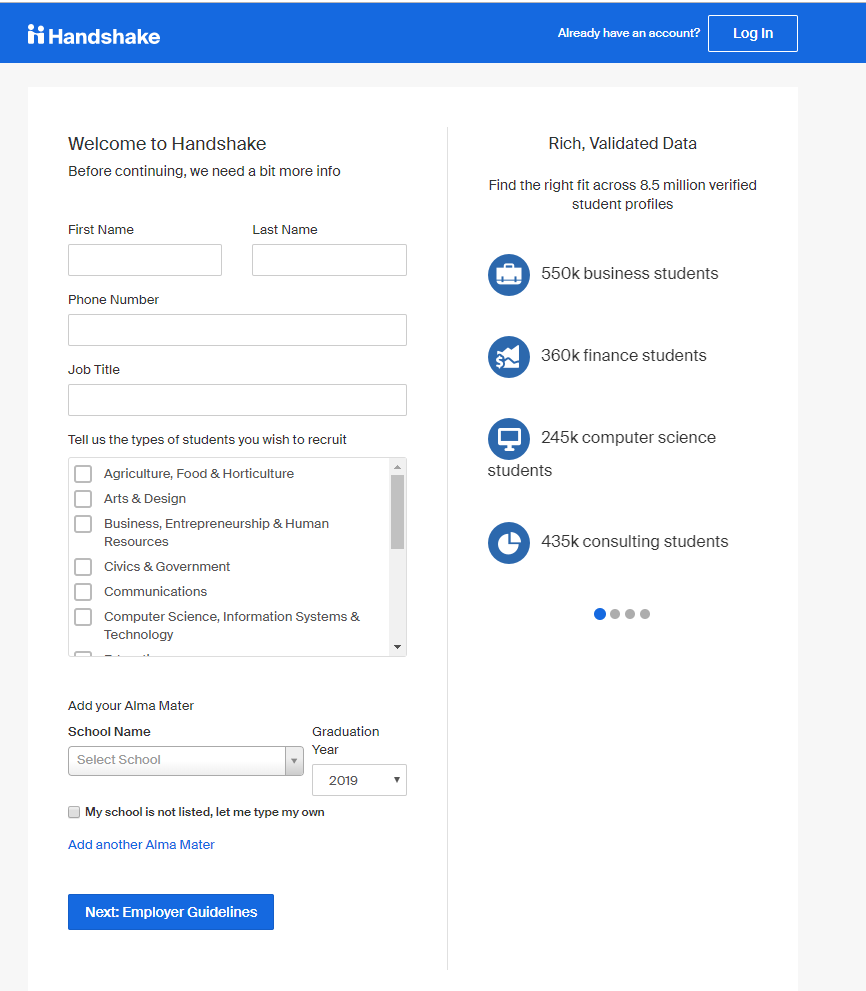 Handshake
Already have an account?
Log In
Welcome to Handshake
Before continuing, we need a bit more info
First Name
Last Name
Phone Number
Job Title
Tell us the types of students you wish to recruit
Agriculture, Food & Horticulture
Arts & Design
Business, Entrepreneurship & Human
Resources
Civics & Government
Communications
Computer Science, Information Systems &
Technology
Add your Alma Mater
School Name
Graduation
Year
Select School
2019
My school is not listed, let me type my own
Add another Alma Mater
Next: Employer Guidelines
Rich, Validated Data
Find the right fit across 8.5 million verified
student profiles
550k business students
360k finance students
245k computer science
students
435k consulting students